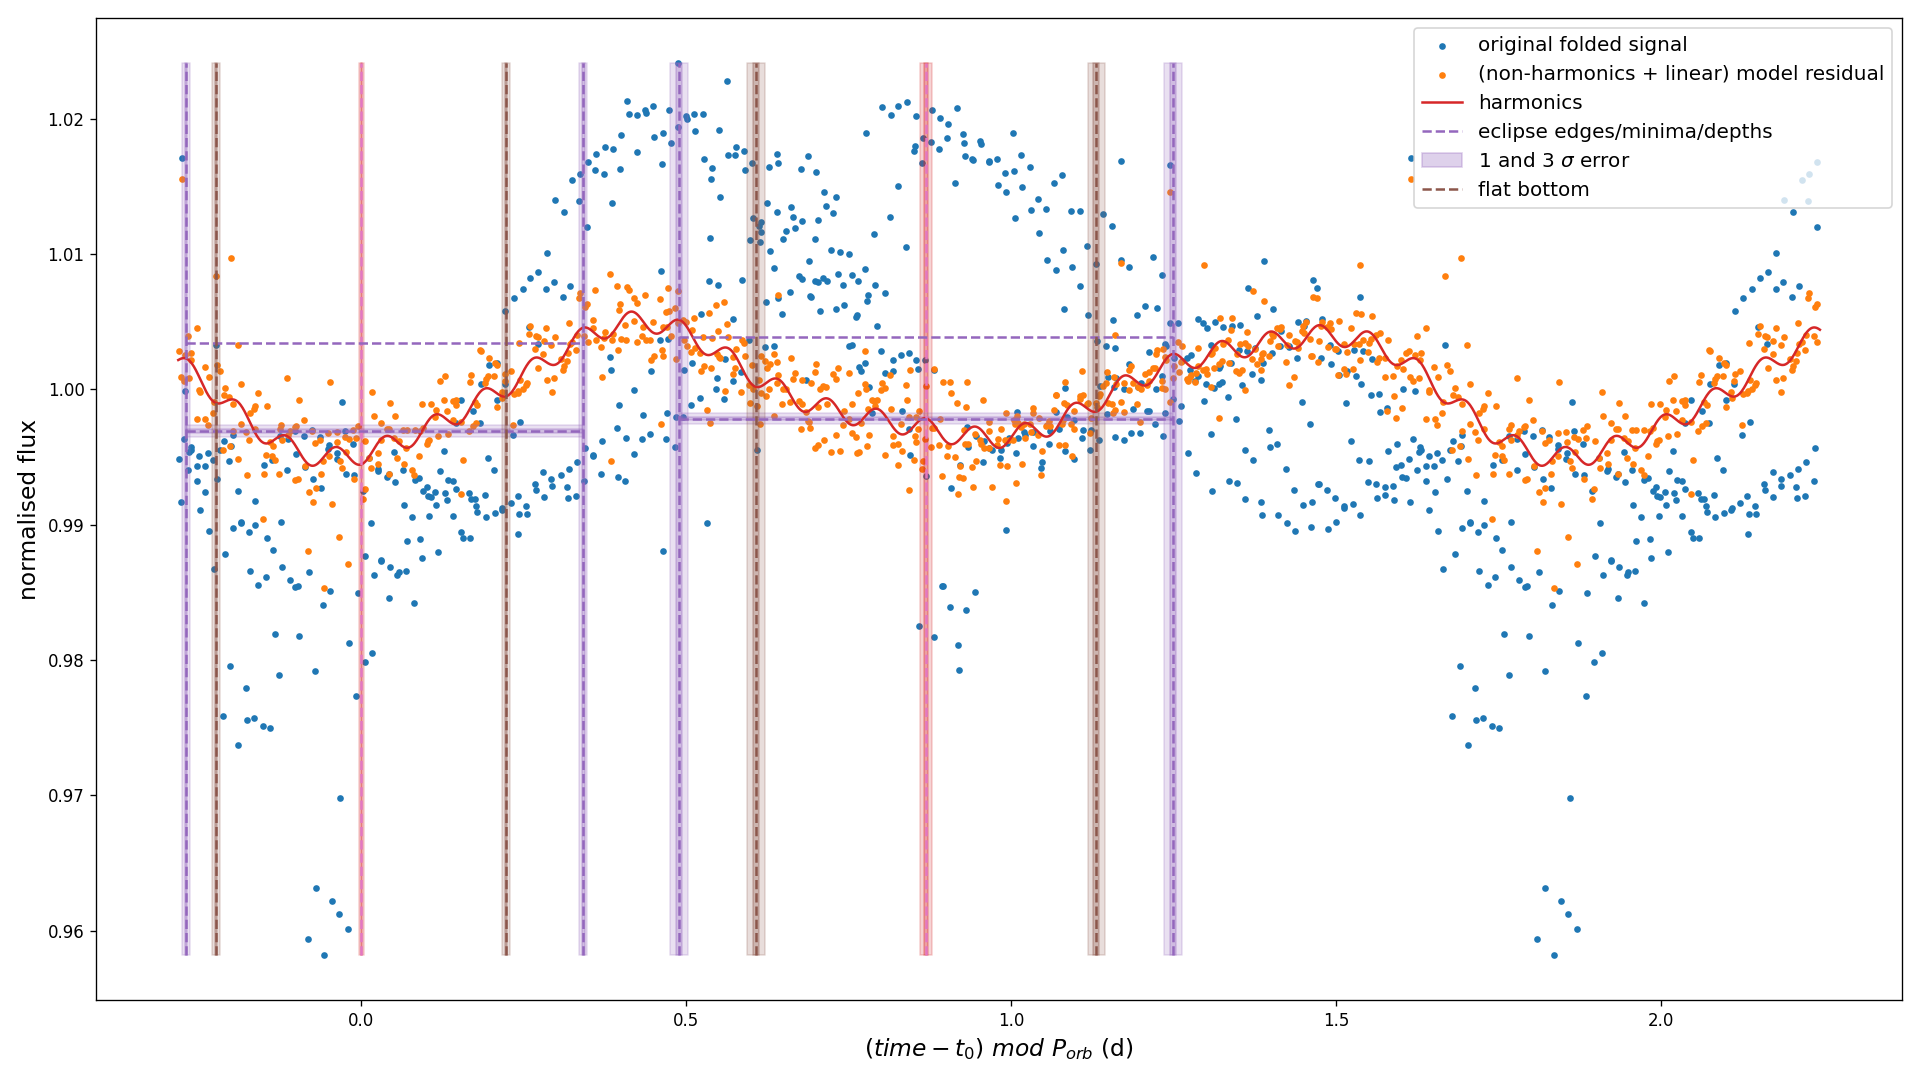 original folded signal
(non-harmonics + linear) model residual
harmonics
eclipse edges/minima/depths
1 and 3 σ error
flat bottom
normalised flux
1.02
1.01
1.00
0.99
0.98
0.97
0.96
0.0 0.5 1.0 1.5 2.0
(time − t₀) mod Pₒᵣb (d)